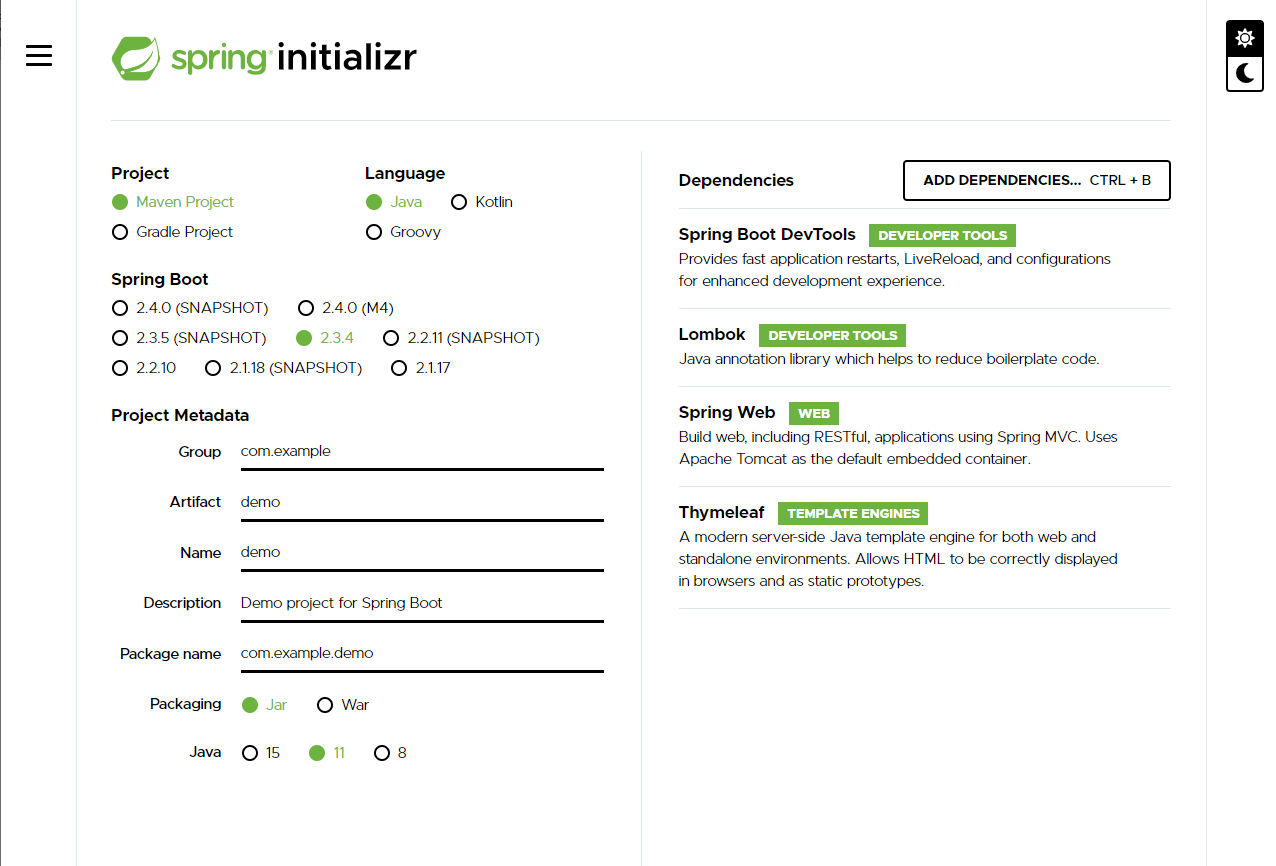 spring initializr
Project
Maven Project
Gradle Project
Language
Java Kotlin
Groovy
Spring Boot
2.4.0 (SNAPSHOT) 2.4.0 (M4)
2.3.5 (SNAPSHOT) 2.3.4 2.2.11 (SNAPSHOT)
2.2.10 2.1.18 (SNAPSHOT) 2.1.17
Project Metadata
Group com.example
Artifact demo
Name demo
Description Demo project for Spring Boot
Package name com.example.demo
Packaging Jar War
Java 15 11 8
Dependencies ADD DEPENDENCIES... CTRL + B
Spring Boot DevTools DEVELOPER TOOLS
Provides fast application restarts, LiveReload, and configurations
for enhanced development experience.
Lombok DEVELOPER TOOLS
Java annotation library which helps to reduce boilerplate code.
Spring Web WEB
Build web, including RESTful, applications using Spring MVC. Uses
Apache Tomcat as the default embedded container.
Thymeleaf TEMPLATE ENGINES
A modern server-side Java template engine for both web and
standalone environments. Allows HTML to be correctly displayed
in browsers and as static prototypes.